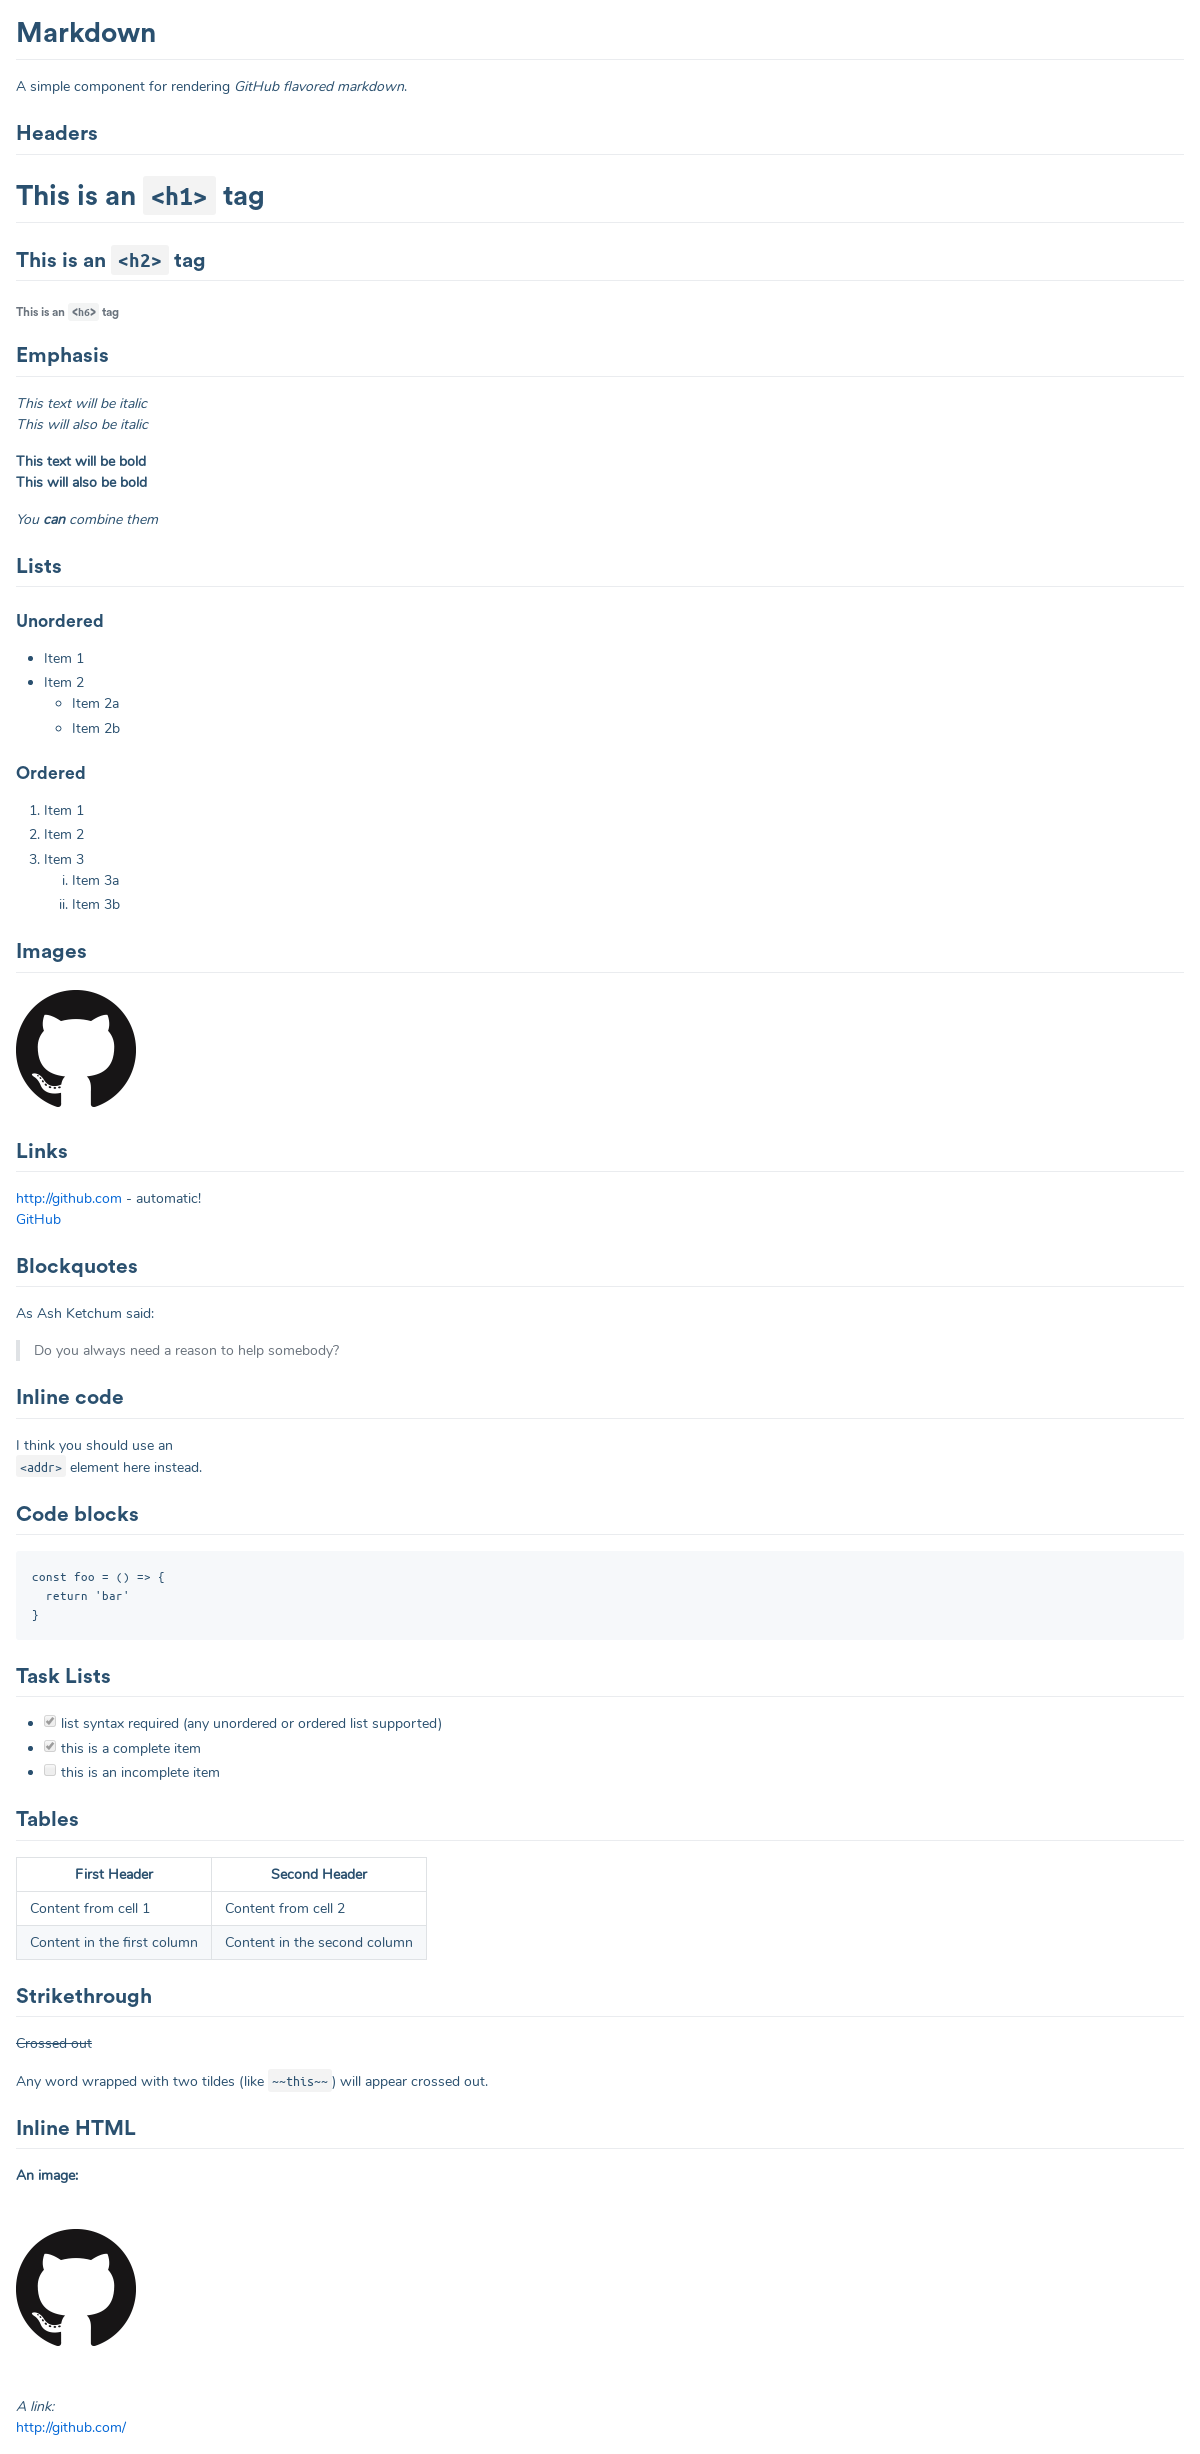 Markdown
A simple component for rendering GitHub flavored markdown.
Headers
This is an <h1> tag
This is an <h2> tag
This is an <h6> tag
Emphasis
This text will be italic
This will also be italic
This text will be bold
This will also be bold
You can combine them
Lists
Unordered
Item 1
Item 2
Item 2a
Item 2b
Ordered
1. Item 1
2. Item 2
3. Item 3
i. Item 3a
ii. Item 3b
Images
Links
http://github.com - automatic!
GitHub
Blockquotes
As Ash Ketchum said:
Do you always need a reason to help somebody?
Inline code
I think you should use an
<addr> element here instead.
Code blocks
const foo = () => {
  return 'bar'
}
Task Lists
list syntax required (any unordered or ordered list supported)
this is a complete item
this is an incomplete item
Tables
First Header Second Header
Content from cell 1 Content from cell 2
Content in the first column Content in the second column
Strikethrough
Crossed out
Any word wrapped with two tildes (like ~~this~~) will appear crossed out.
Inline HTML
An image:
A link:
http://github.com/